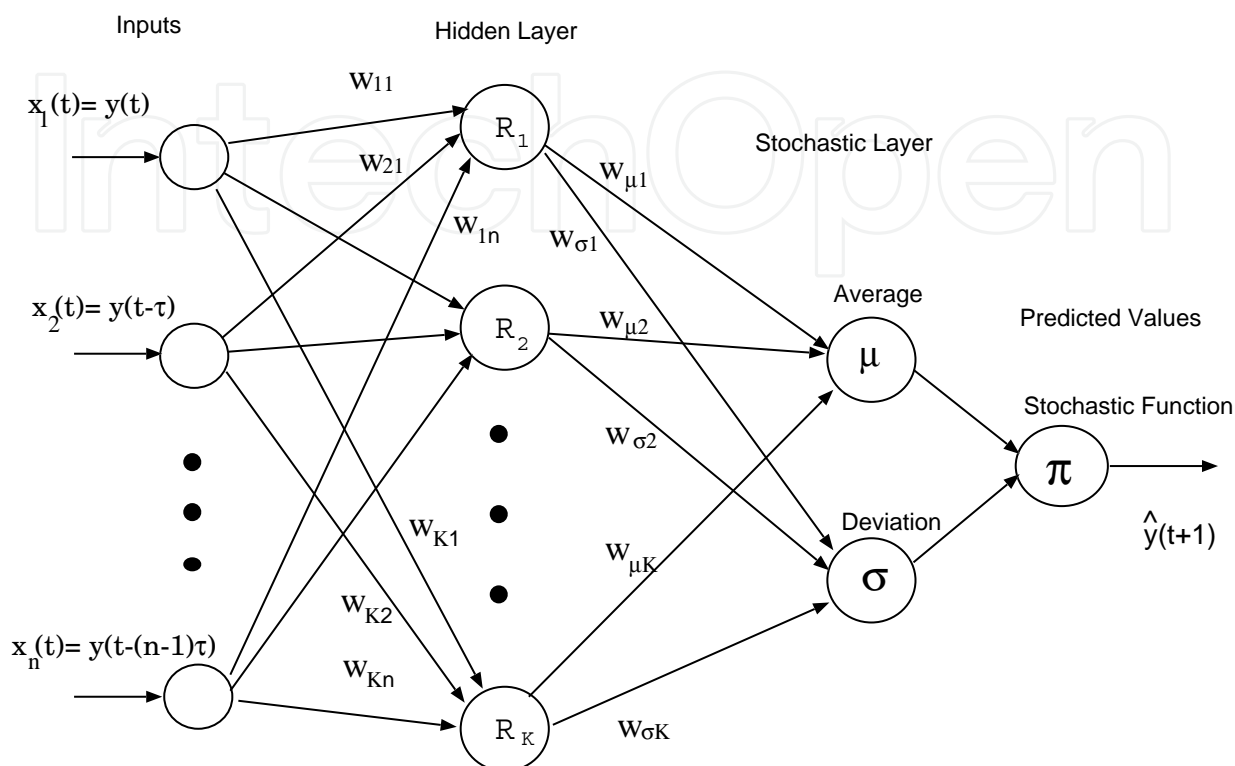 Inputs
Hidden Layer
Stochastic Layer
IntechOpen
x₁(t)= y(t)
w₁₁
R₁
w₂₁
w₁ₙ
wμ1
wσ1
x₂(t)= y(t-τ)
R₂
wμ2
Average
μ
Predicted Values
Stochastic Function
π
ŷ(t+1)
wσ2
Deviation
σ
wK1
wμK
wK2
xₙ(t)= y(t-(n-1)τ)
wKn
RK
wσK